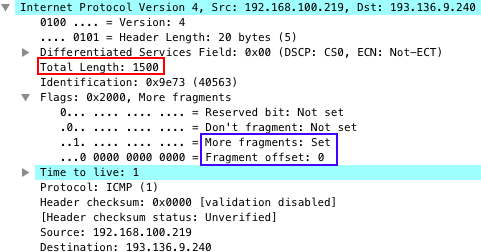 Internet Protocol Version 4, Src: 192.168.100.219, Dst: 193.136.9.240
0100 .... = Version: 4
.... 0101 = Header Length: 20 bytes (5)
Differentiated Services Field: 0x00 (DSCP: CS0, ECN: Not-ECT)
Total Length: 1500
Identification: 0x9e73 (40563)
Flags: 0x2000, More fragments
0... .... .... .... = Reserved bit: Not set
.0.. .... .... .... = Don't fragment: Not set
..1. .... .... .... = More fragments: Set
...0 0000 0000 0000 = Fragment offset: 0
Time to live: 1
Protocol: ICMP (1)
Header checksum: 0x0000 [validation disabled]
[Header checksum status: Unverified]
Source: 192.168.100.219
Destination: 193.136.9.240